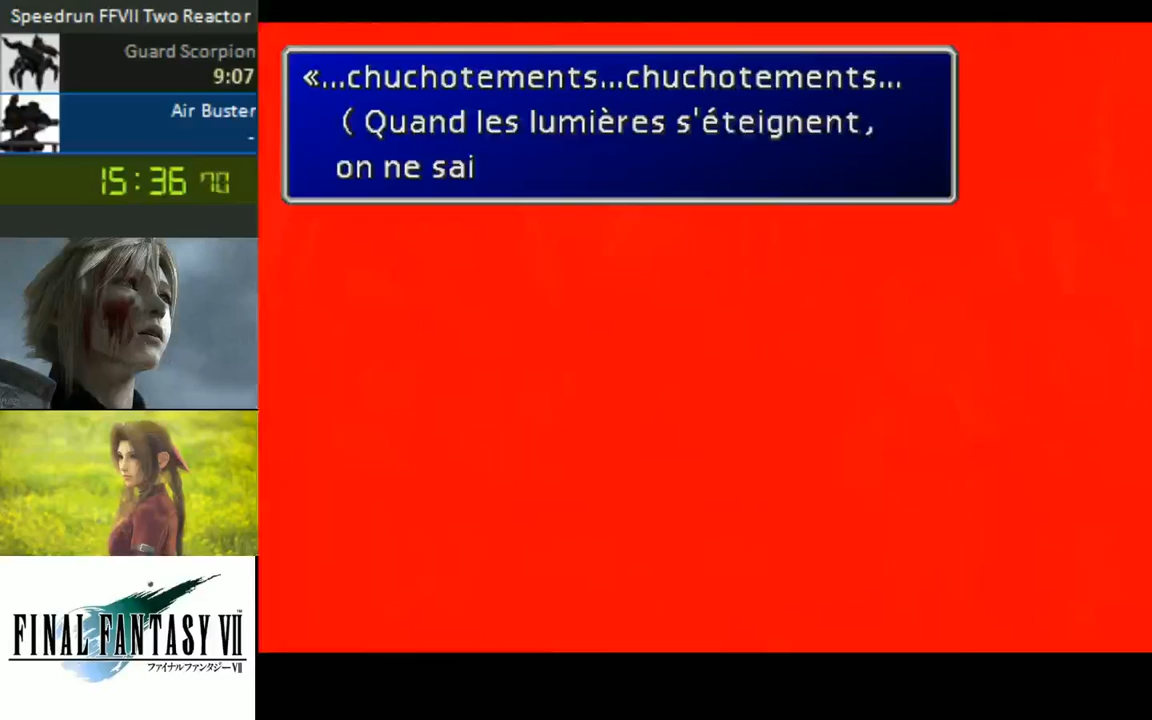 Speedrun FFVII Two Reactor
Guard Scorpion
9:07
Air Buster
-
15:36 70
«...chuchotements...chuchotements...
( Quand les lumières s'éteignent,
on ne sai
FINAL FANTASY VII
ファイナルファンタジーVII